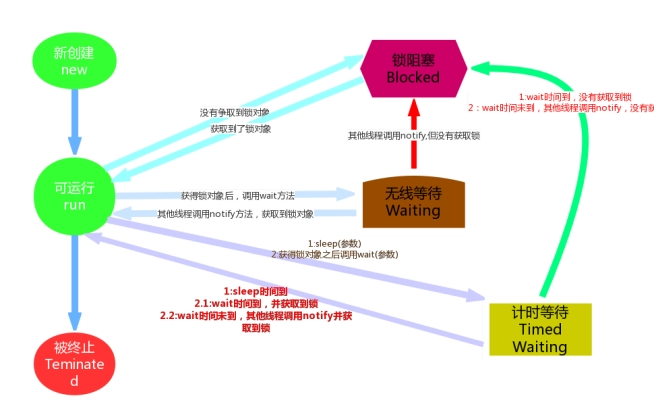 新创建
new
锁阻塞
Blocked
没有争取到锁对象
获取到了锁对象
1:wait时间到，没有获取到锁
2：wait时间未到，其他线程调用notify，没有获
其他线程调用notify,但没有获取锁
可运行
run
获得锁对象后，调用wait方法
其他线程调用notify方法，获取到锁对象
无线等待
Waiting
1:sleep(参数)
2:获得锁对象之后调用wait(参数)
1:sleep时间到
2.1:wait时间到，并获取到锁
2.2:wait时间未到，其他线程调用notify并获
取到锁
计时等待
Timed
Waiting
被终止
Teminate
d